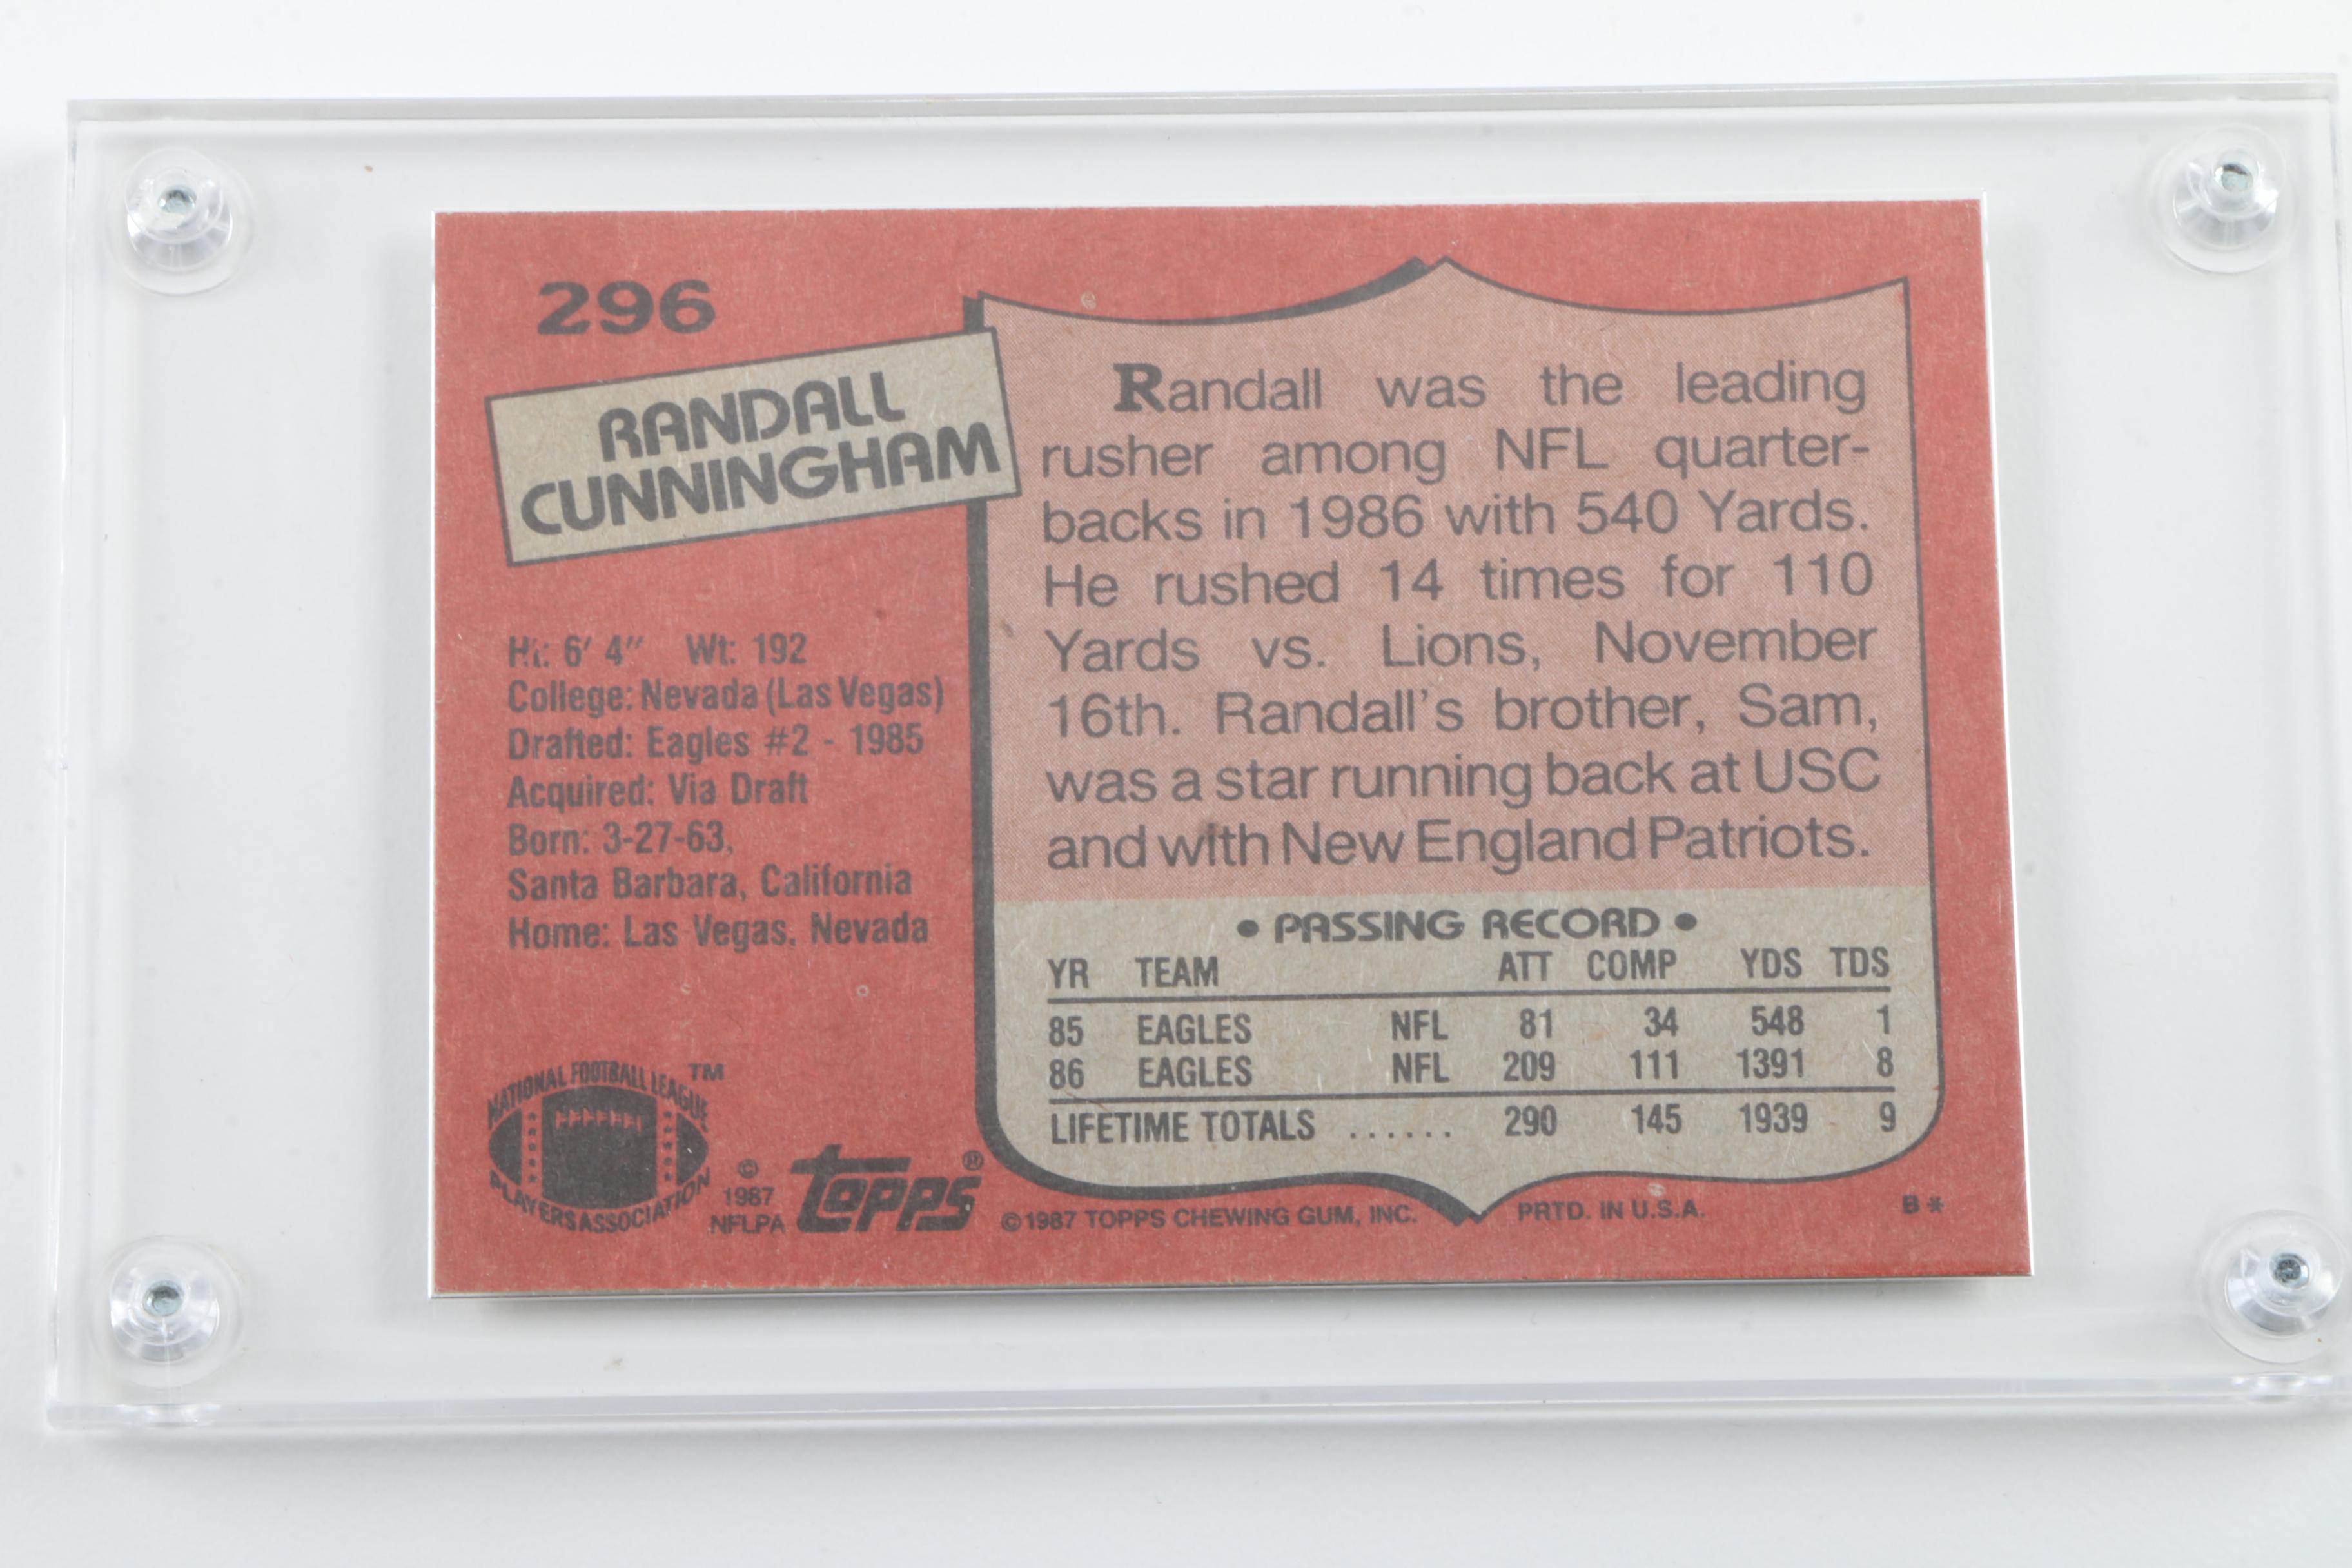 296
RANDALL
CUNNINGHAM
Ht: 6' 4" Wt: 192
College: Nevada (Las Vegas)
Drafted: Eagles #2 - 1985
Acquired: Via Draft
Born: 3-27-63,
Santa Barbara, California
Home: Las Vegas, Nevada
NATIONAL FOOTBALL LEAGUE ™
PLAYERS ASSOCIATION
©
1987
NFLPA
topps ®
Randall was the leading
rusher among NFL quarter-
backs in 1986 with 540 Yards.
He rushed 14 times for 110
Yards vs. Lions, November
16th. Randall's brother, Sam,
was a star running back at USC
and with New England Patriots.
• PASSING RECORD •
YR TEAM ATT COMP YDS TDS
85 EAGLES NFL 81 34 548 1
86 EAGLES NFL 209 111 1391 8
LIFETIME TOTALS ...... 290 145 1939 9
©1987 TOPPS CHEWING GUM, INC. PRTD. IN U.S.A. B*